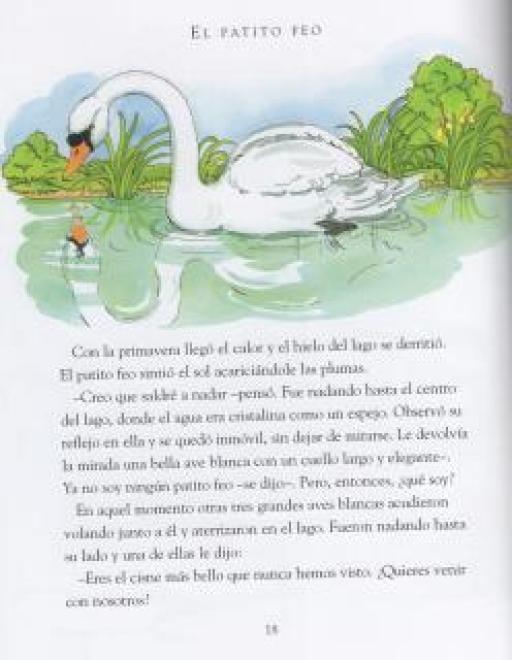 EL PATITO FEO
Con la primavera llegó el calor y el hielo del lago se derritió.
El patito feo sintió el sol acariciándole las plumas.
–Creo que saldré a nadar –pensó. Fue nadando hasta el centro
del lago, donde el agua era cristalina como un espejo. Observó su
reflejo en ella y se quedó inmóvil, sin dejar de mirarse. Le devolvía
la mirada una bella ave blanca con un cuello largo y elegante–.
Ya no soy ningún patito feo –se dijo–. Pero, entonces, ¿qué soy?
En aquel momento otras tres grandes aves blancas acudieron
volando junto a él y aterrizaron en el lago. Fueron nadando hasta
su lado y una de ellas le dijo:
–Eres el cisne más bello que nunca hemos visto. ¿Quieres venir
con nosotros!
18